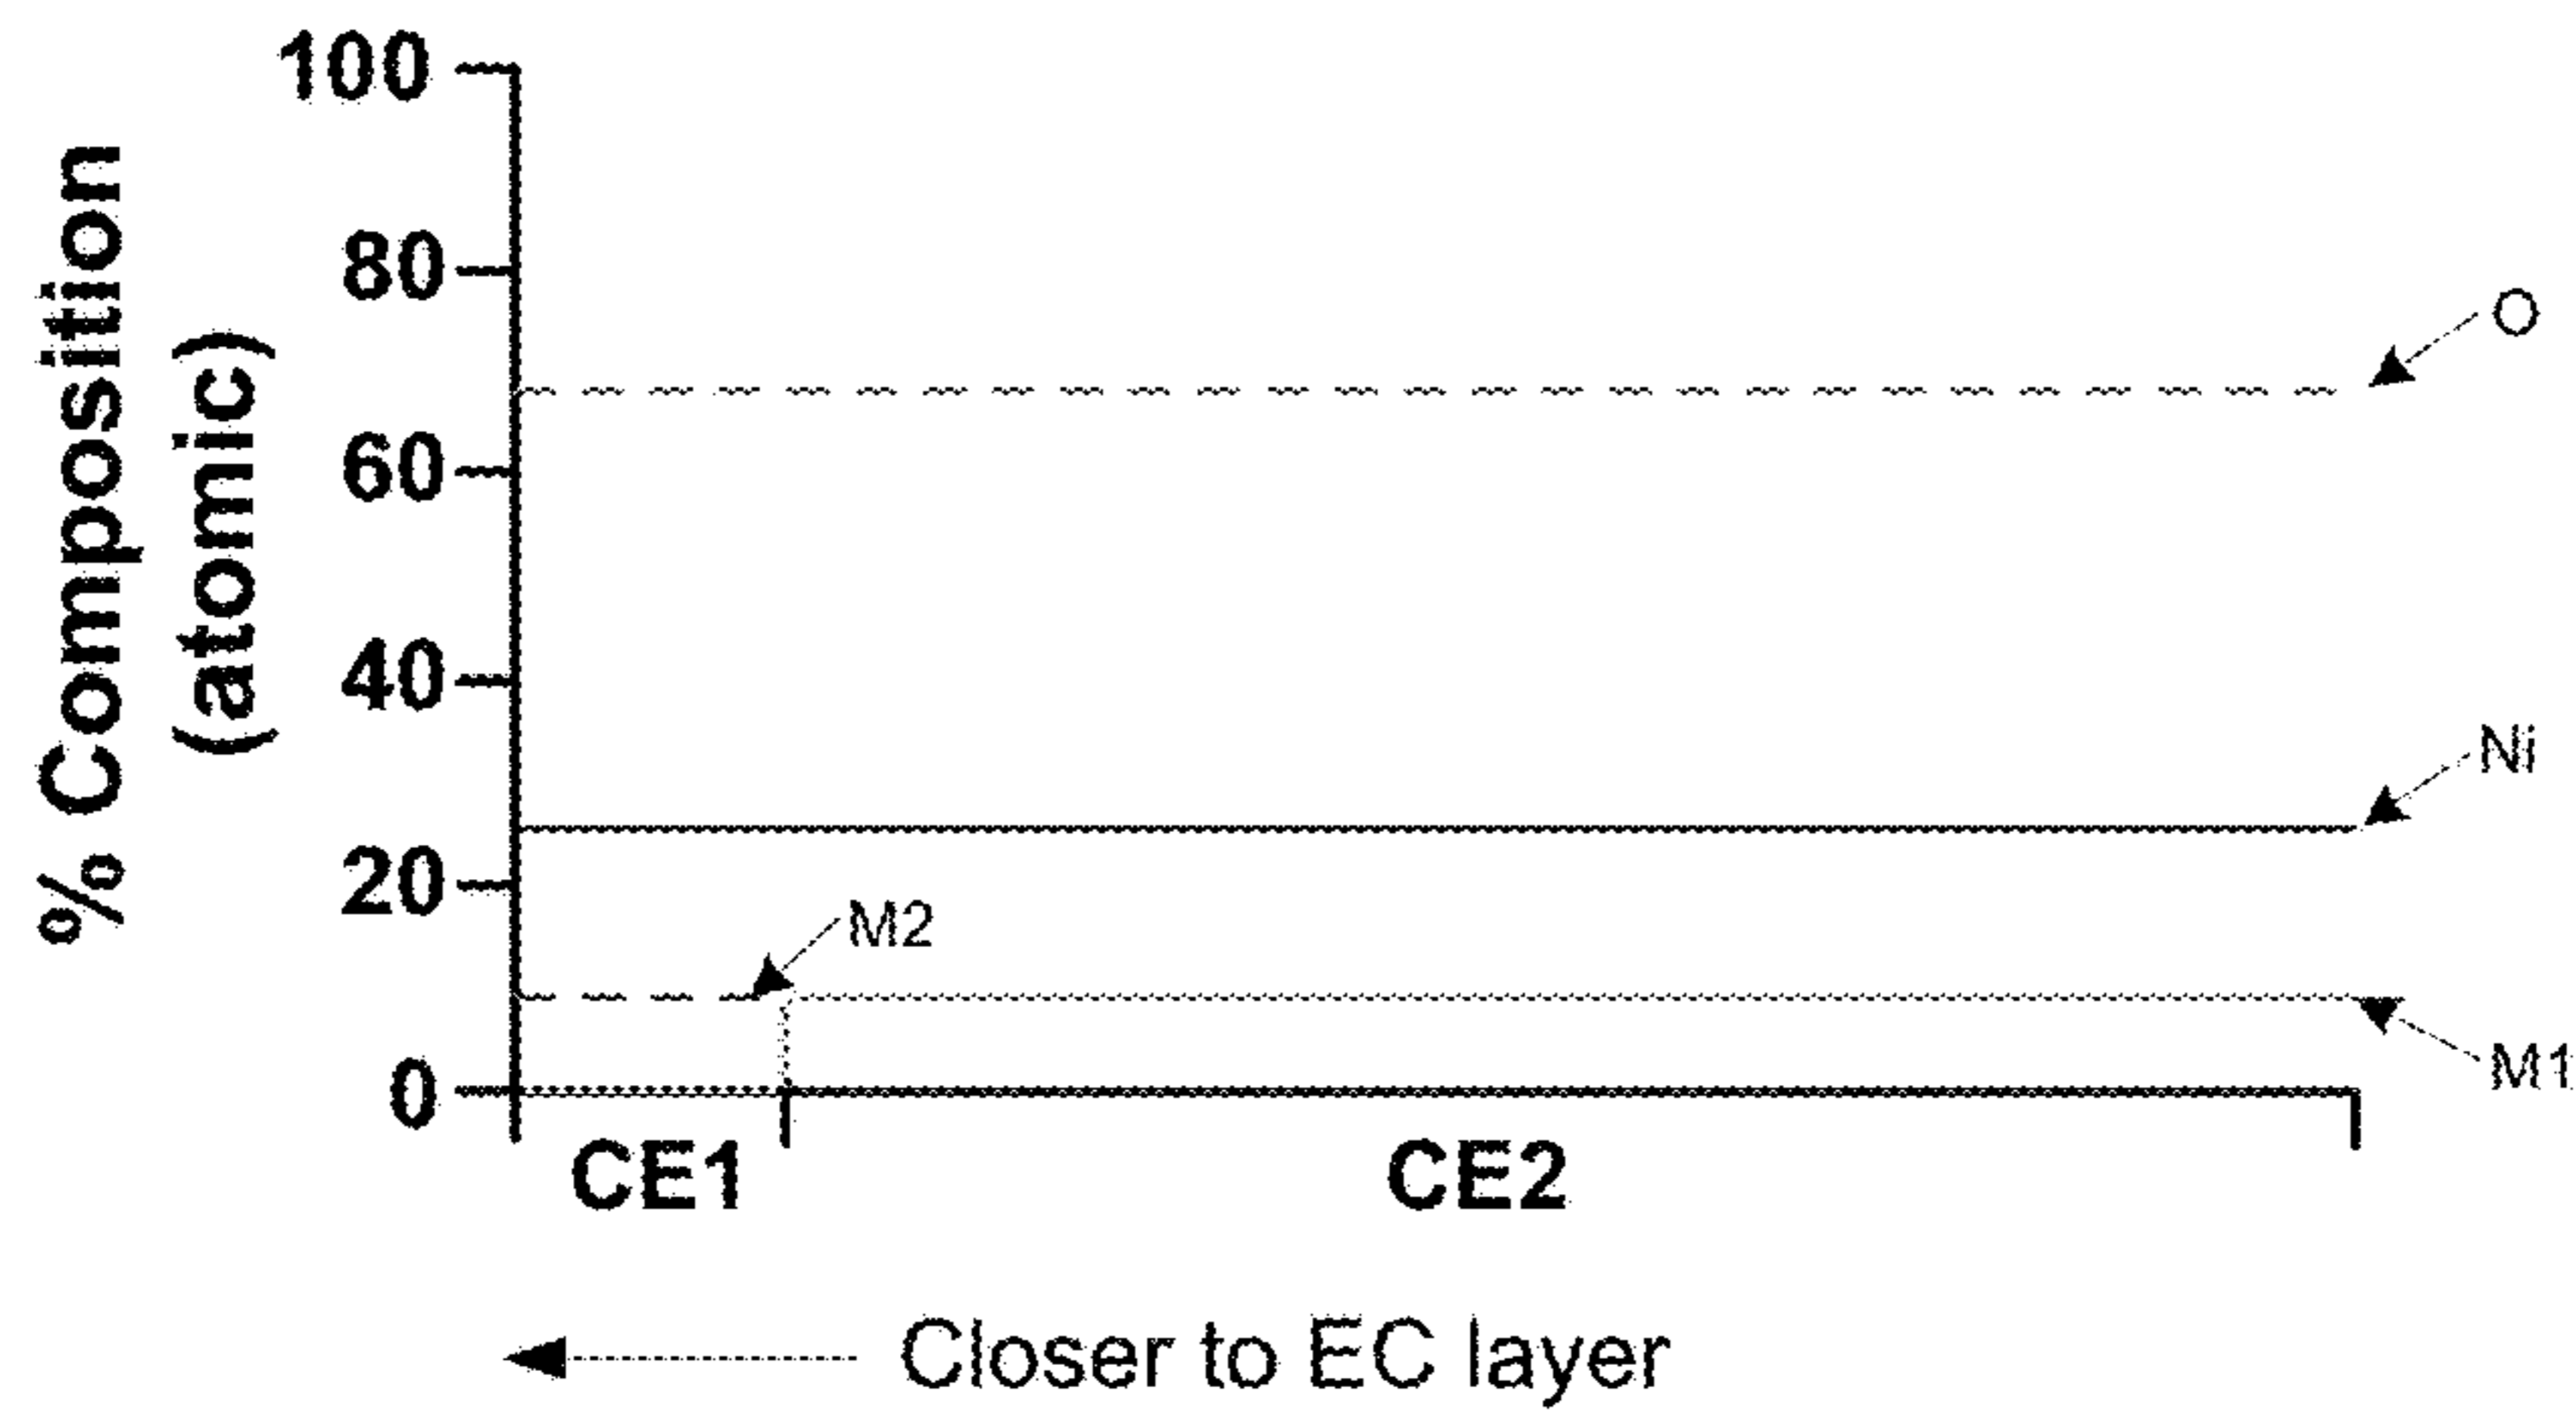 % Composition
(atomic)
100
80
60
40
20
0
O
Ni
M2
M1
CE1
CE2
Closer to EC layer